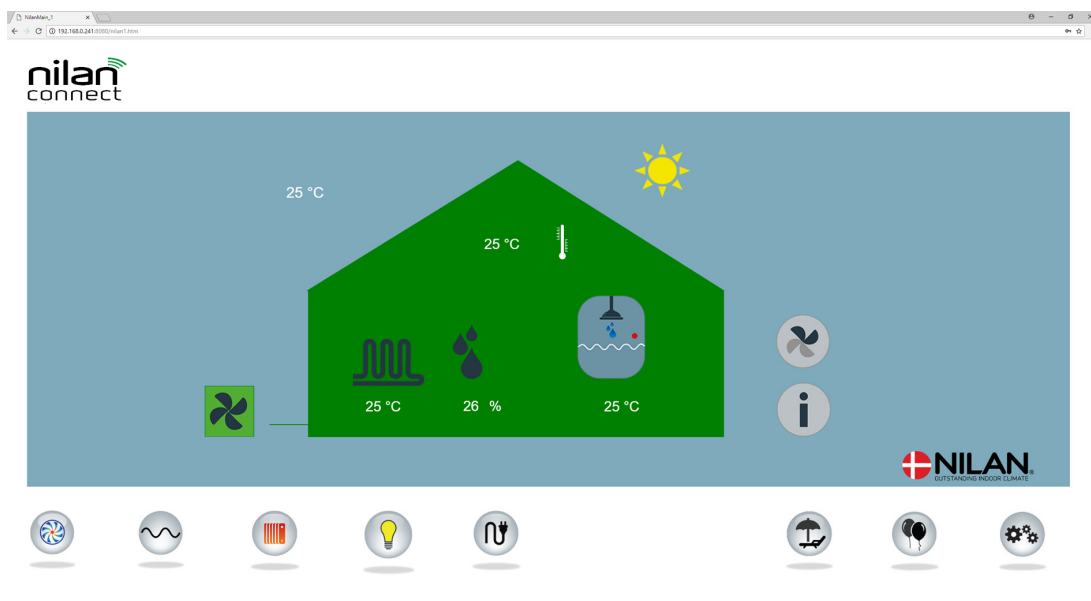 NilanMain_1
192.168.0.241:8080/nilan1.htm
nilan
connect
25 °C
25 °C
25 °C
26 %
25 °C
NILAN®
OUTSTANDING INDOOR CLIMATE